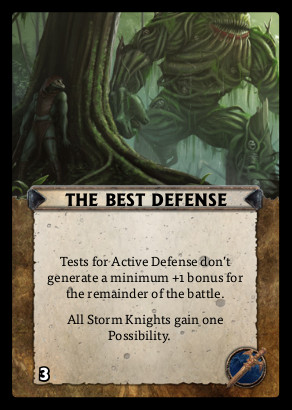 THE BEST DEFENSE
Tests for Active Defense don't
generate a minimum +1 bonus for
the remainder of the battle.
All Storm Knights gain one
Possibility.
3